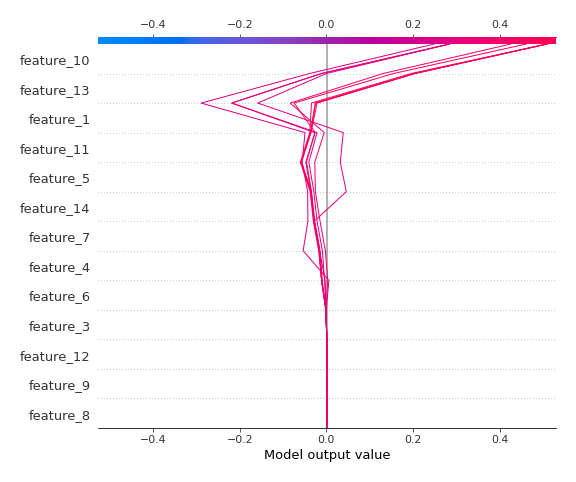 −0.4 −0.2 0.0 0.2 0.4
feature_10
feature_13
feature_1
feature_11
feature_5
feature_14
feature_7
feature_4
feature_6
feature_3
feature_12
feature_9
feature_8
−0.4 −0.2 0.0 0.2 0.4
Model output value